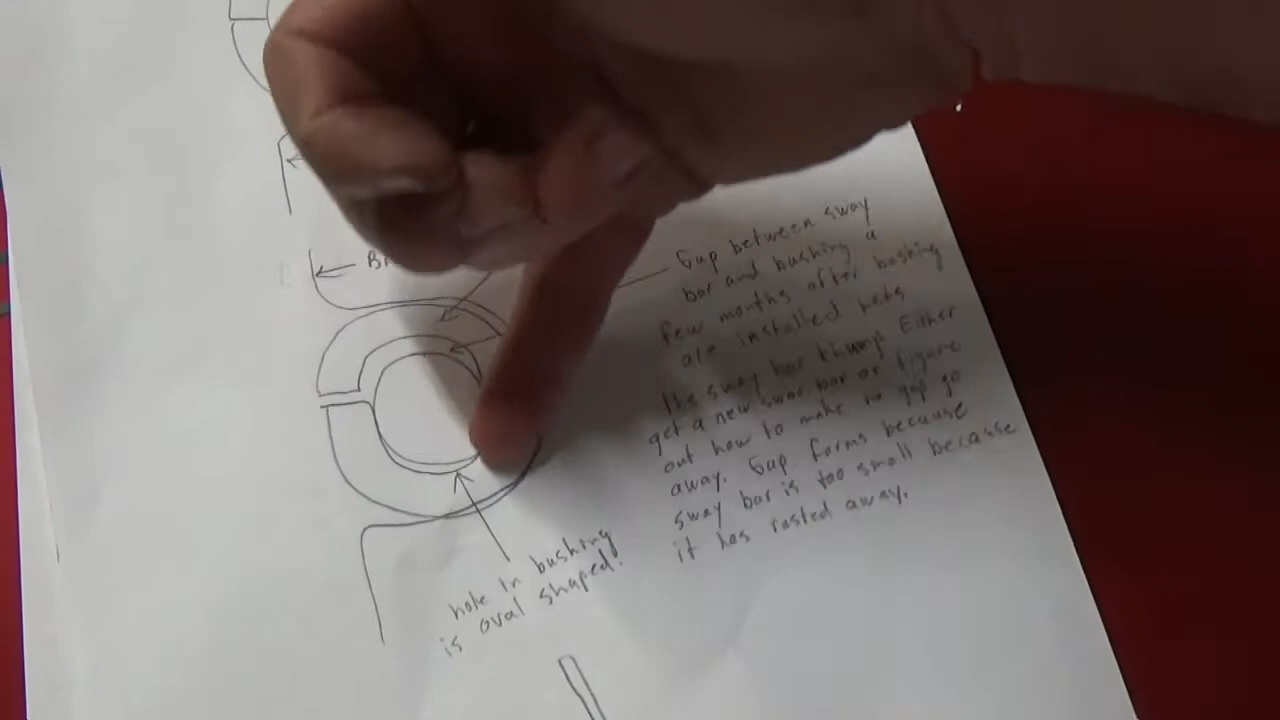 Br
Gap between sway
bar and bushing a
few months after bushing
are installed lets
the sway bar thump. Either
get a new sway bar or figure
out how to make no gap go
away. Gap forms because
sway bar is too small because
it has rusted away.
hole in bushing
is oval shaped.